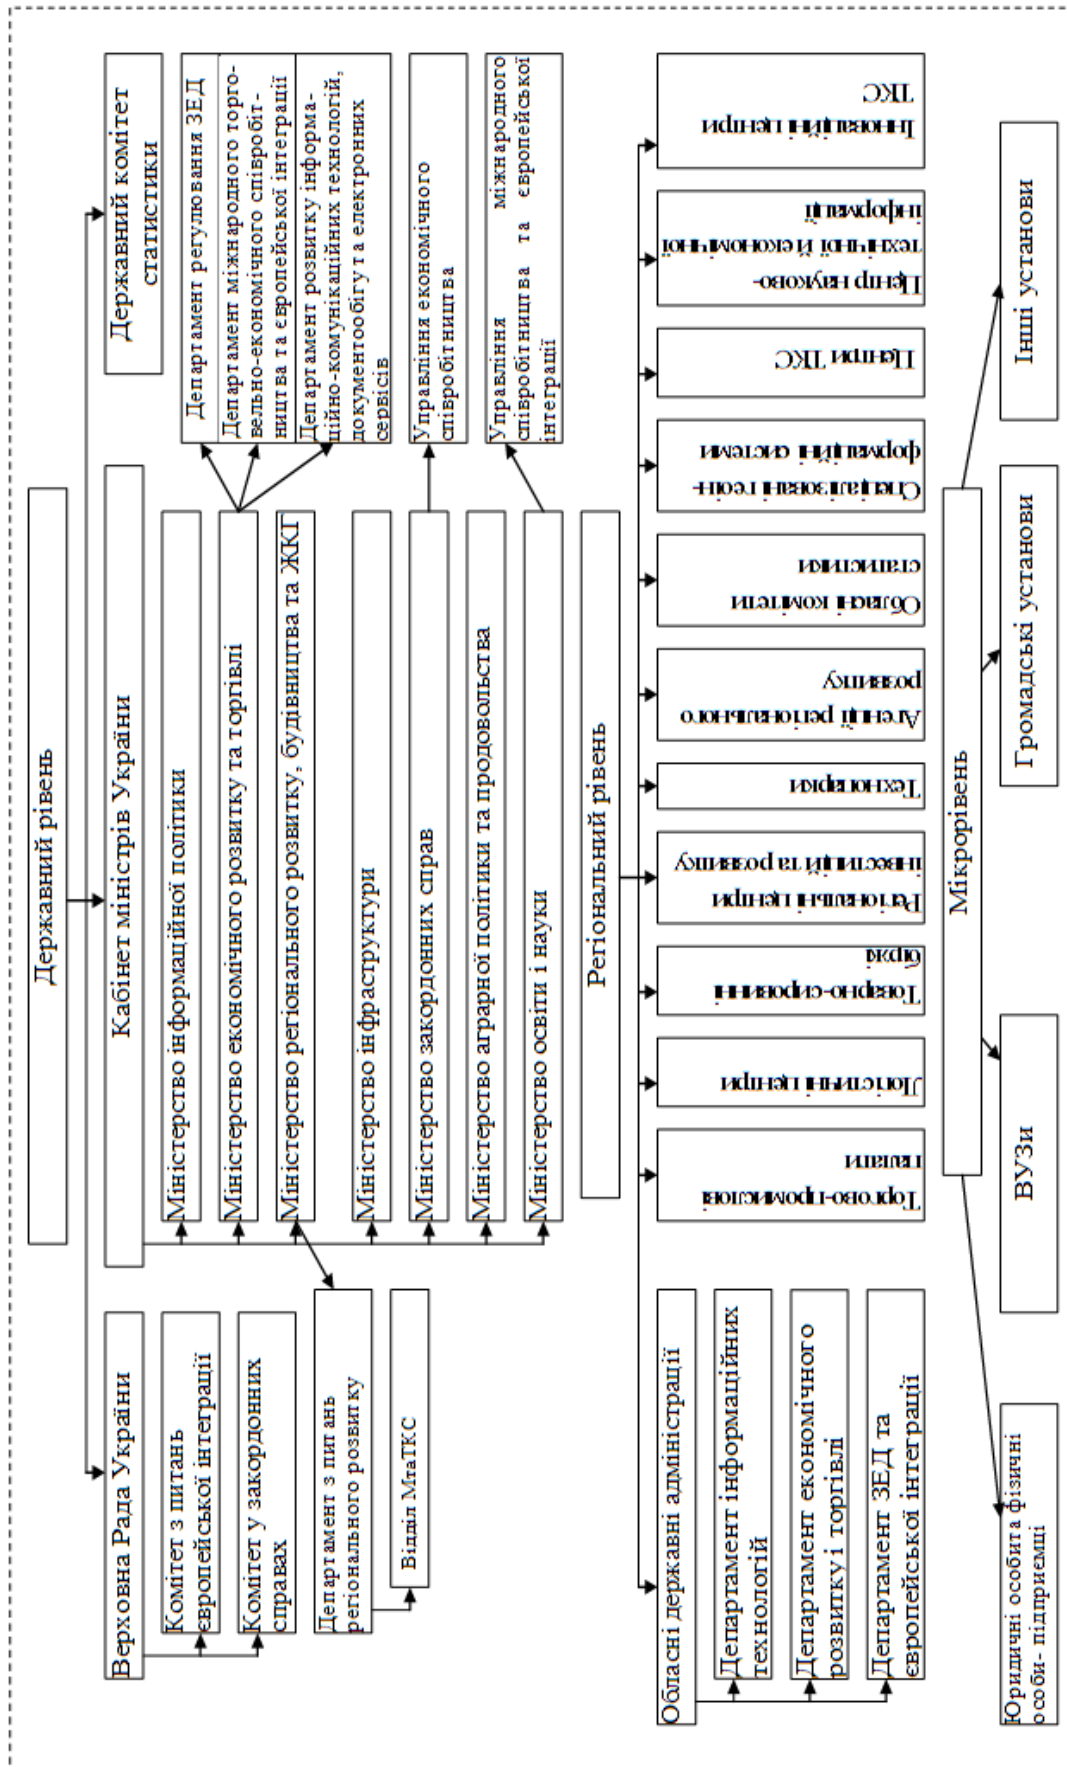 Державний рівень
Верховна Рада України
Кабінет міністрів України
Державний комітет
статистики
Комітет з питань
європейської інтеграції
Комітет у закордонних
справах
Міністерство інформаційної політики
Міністерство економічного розвитку та торгівлі
Міністерство регіонального розвитку, будівництва та ЖКГ
Міністерство інфраструктури
Міністерство закордонних справ
Міністерство аграрної політики та продовольства
Міністерство освіти і науки
Департамент регулювання ЗЕД
Департамент міжнародного торго-
вельно-економічного співробіт-
ництва та європейської інтеграції
Департамент розвитку інформа-
ційно-комунікаційних технологій,
документообігу та електронних
сервісів
Управління економічного
співробітництва
Управління міжнародного
співробітництва та європейської
інтеграції
Департамент з питань
регіонального розвитку
Відділ МтаТКС
Регіональний рівень
Обласні державні адміністрації
Департамент інформаційних
технологій
Департамент економічного
розвитку і торгівлі
Департамент ЗЕД та
європейської інтеграції
Торгово-промислові
палати
Логістичні центри
Товарно-сировинні
біржі
Регіональні центри
інвестицій та розвитку
Технопарки
Агенції регіонального
розвитку
Обласні комітети
статистики
Спеціалізовані геоін-
формаційні системи
Центри ТКС
Центр науково-
технічної й економічної
інформації
Інноваційні центри
ТКС
Мікрорівень
Юридичні особи та фізичні
особи- підприємці
ВУЗи
Громадські установи
Інші установи